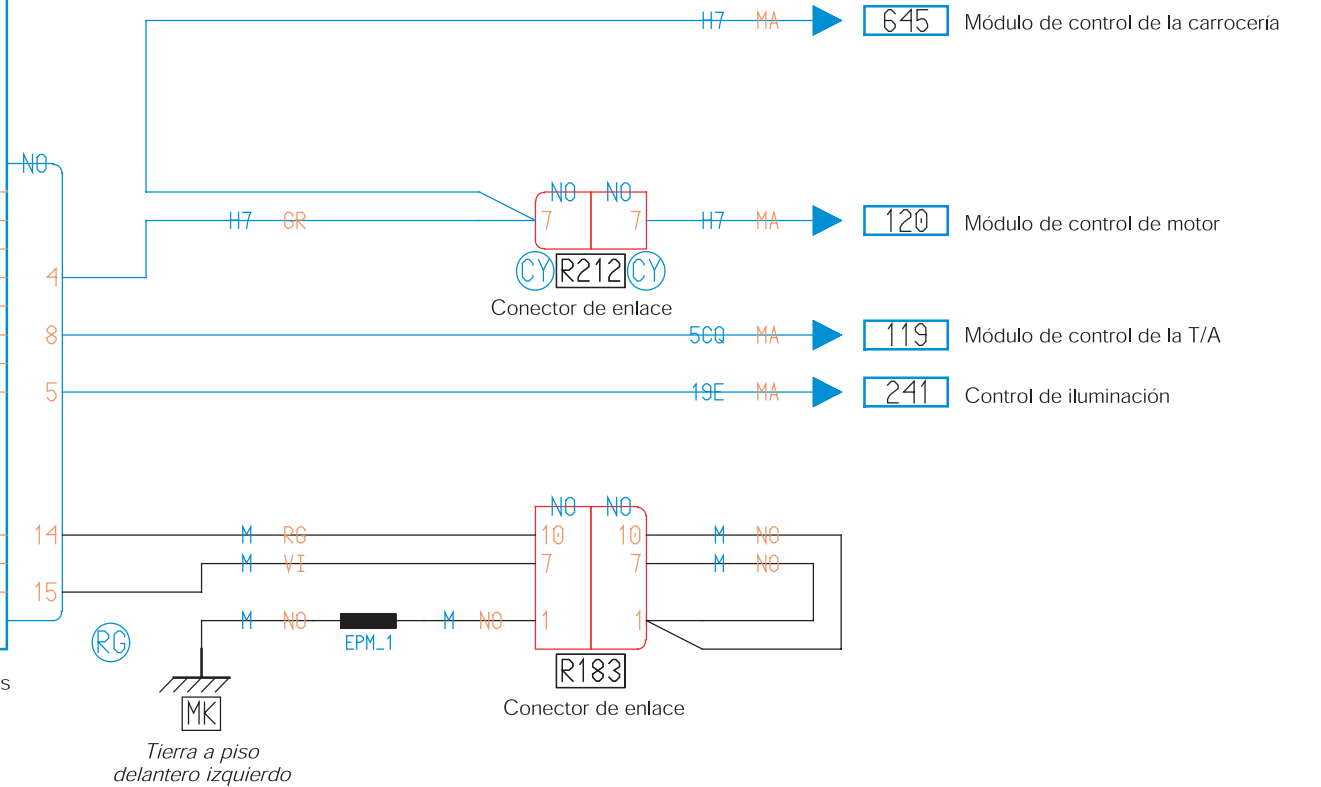 H7 MA 645 Módulo de control de la carrocería
NO
NO NO
H7 GR 7 7 H7 MA 120 Módulo de control de motor
4 CY R212 CY
Conector de enlace
8 5CQ MA 119 Módulo de control de la T/A
5 19E MA 241 Control de iluminación
NO NO
14 M RG 10 10 M NO
M VI 7 7 M NO
15
M NO M NO 1 1
RG EPM_1
s R183
MK Conector de enlace
Tierra a piso
delantero izquierdo